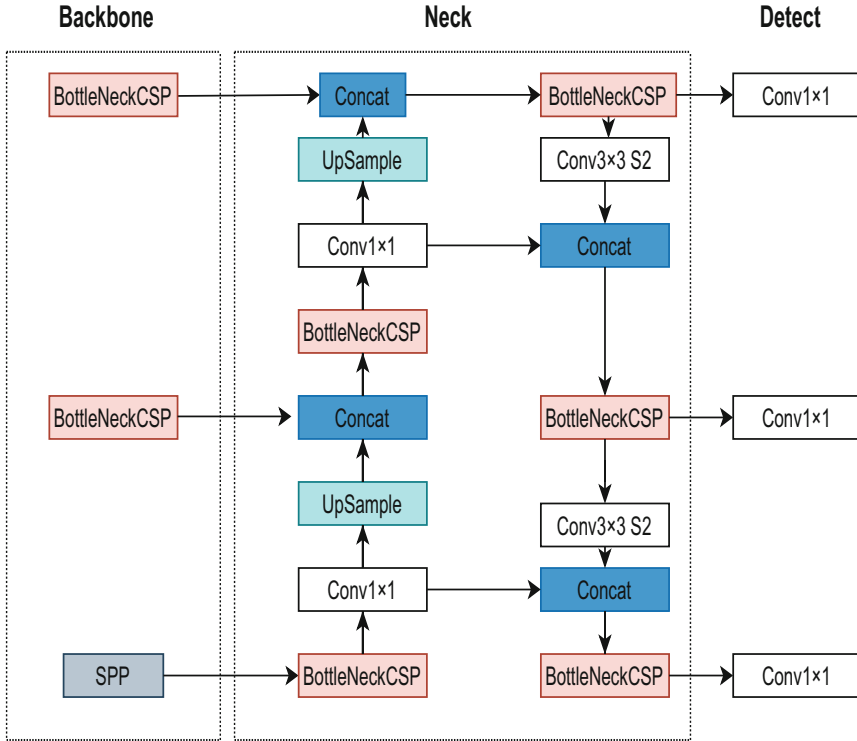 Backbone Neck Detect
BottleNeckCSP Concat BottleNeckCSP Conv1×1
UpSample Conv3×3 S2
Conv1×1 Concat
BottleNeckCSP
BottleNeckCSP Concat BottleNeckCSP Conv1×1
UpSample Conv3×3 S2
Conv1×1 Concat
SPP BottleNeckCSP BottleNeckCSP Conv1×1